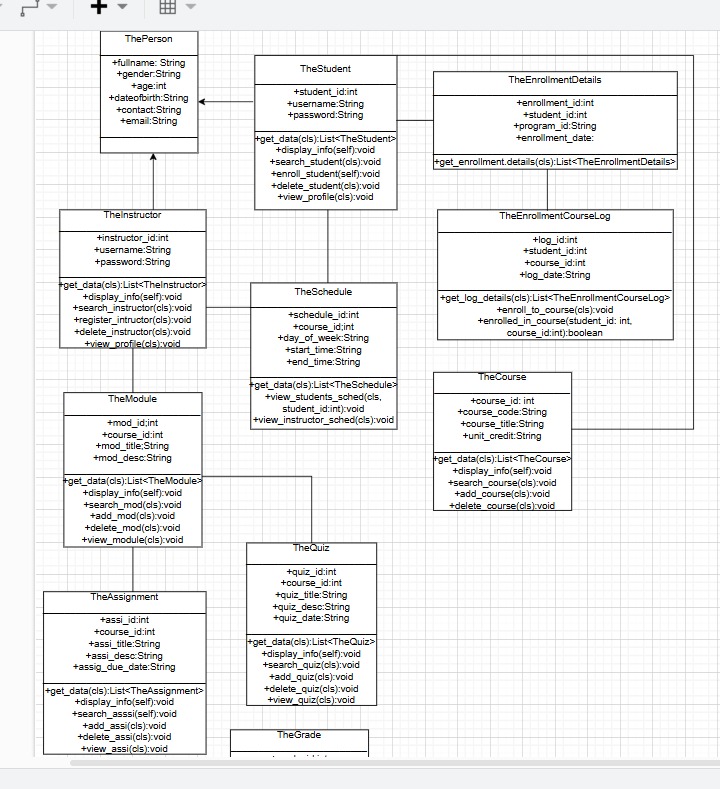 ThePerson
+fullname: String
+gender:String
+age:int
+dateofbirth:String
+contact:String
+email:String
TheStudent
+student_id:int
+username:String
+password:String
+get_data(cls):List<TheStudent>
+display_info(self):void
+search_student(cls):void
+enroll_student(self):void
+delete_student(cls):void
+view_profile(cls):void
TheEnrollmentDetails
+enrollment_id:int
+student_id:int
+program_id:String
+enrollment_date:
+get_enrollment.details(cls):List<TheEnrollmentDetails>
TheInstructor
+instructor_id:int
+username:String
+password:String
+get_data(cls):List<TheInstructor>
+display_info(self):void
+search_instructor(cls):void
+register_intructor(cls):void
+delete_instructor(cls):void
+view_profile(cls):void
TheEnrollmentCourseLog
+log_id:int
+student_id:int
+course_id:int
+log_date:String
+get_log_details(cls):List<TheEnrollmentCourseLog>
+enroll_to_course(cls):void
+enrolled_in_course(student_id: int,
course_id:int):boolean
TheSchedule
+schedule_id:int
+course_id;int
+day_of_week:String
+start_time:String
+end_time:String
+get_data(cls):List<TheSchedule>
+view_students_sched(cls,
student_id:int):void
+view_instructor_sched(cls):void
TheCourse
+course_id: int
+course_code:String
+course_title:String
+unit_credit:String
+get_data(cls):List<TheCourse>
+display_info(self):void
+search_course(cls):void
+add_course(cls):void
+delete_course(cls):void
TheModule
+mod_id;int
+course_id:int
+mod_title;String
+mod_desc:String
+get_data(cls):List<TheModule>
+display_info(self):void
+search_mod(cls):void
+add_mod(cls):void
+delete_mod(cls):void
+view_module(cls):void
TheQuiz
+quiz_id:int
+course_id:int
+quiz_title:String
+quiz_desc:String
+quiz_date:String
+get_data(cls):List<TheQuiz>
+display_info(self):void
+search_quiz(cls):void
+add_quiz(cls):void
+delete_quiz(cls):void
+view_quiz(cls):void
TheAssignment
+assi_id:int
+course_id:int
+assi_title:String
+assi_desc:String
+assig_due_date:String
+get_data(cls):List<TheAssignment>
+display_info(self):void
+search_asssi(self):void
+add_assi(cls):void
+delete_assi(cls):void
+view_assi(cls):void
TheGrade